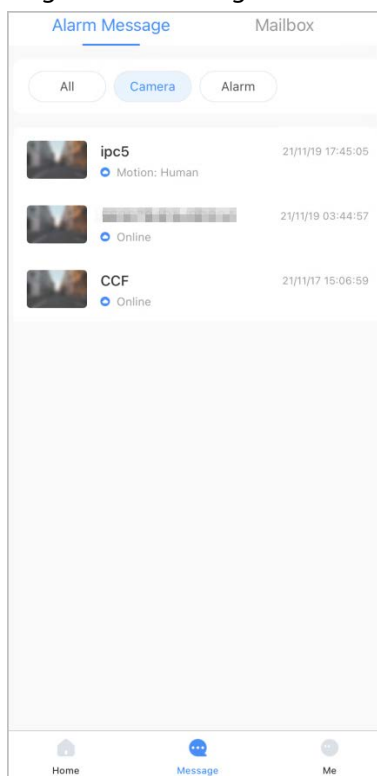 Alarm Message Mailbox
All Camera Alarm
ipc5 21/11/19 17:45:05
Motion: Human
21/11/19 03:44:57
Online
CCF 21/11/17 15:06:59
Online
Home Message Me